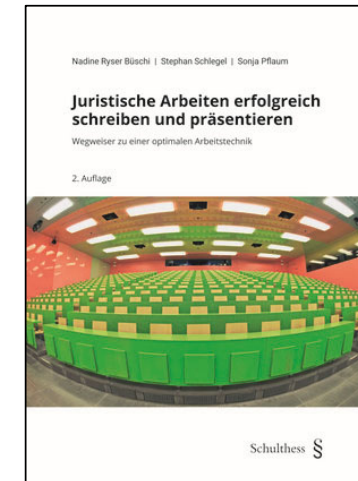 Nadine Ryser Büschi | Stephan Schlegel | Sonja Pflaum
Juristische Arbeiten erfolgreich
schreiben und präsentieren
Wegweiser zu einer optimalen Arbeitstechnik
2. Auflage
Schulthess §